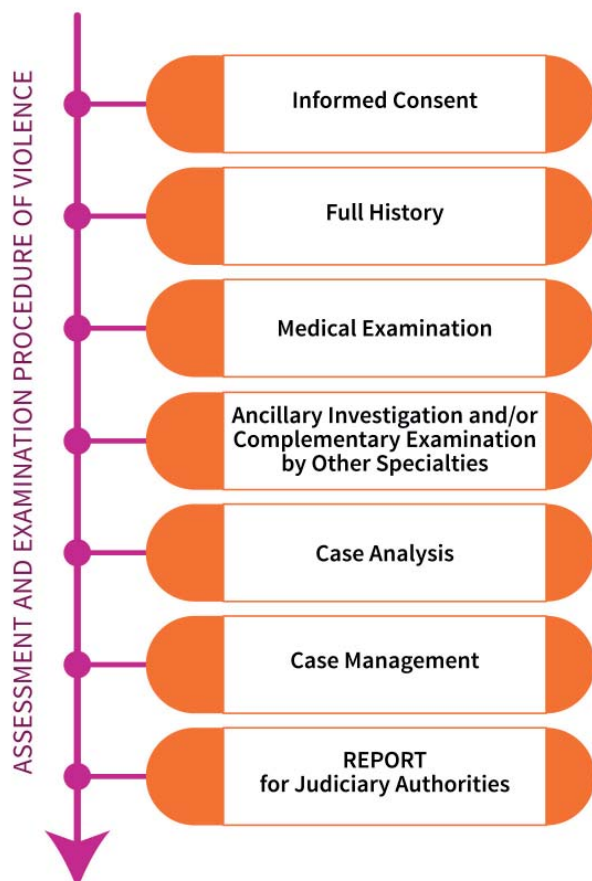 ASSESSMENT AND EXAMINATION PROCEDURE OF VIOLENCE
Informed Consent
Full History
Medical Examination
Ancillary Investigation and/or
Complementary Examination
by Other Specialties
Case Analysis
Case Management
REPORT
for Judiciary Authorities